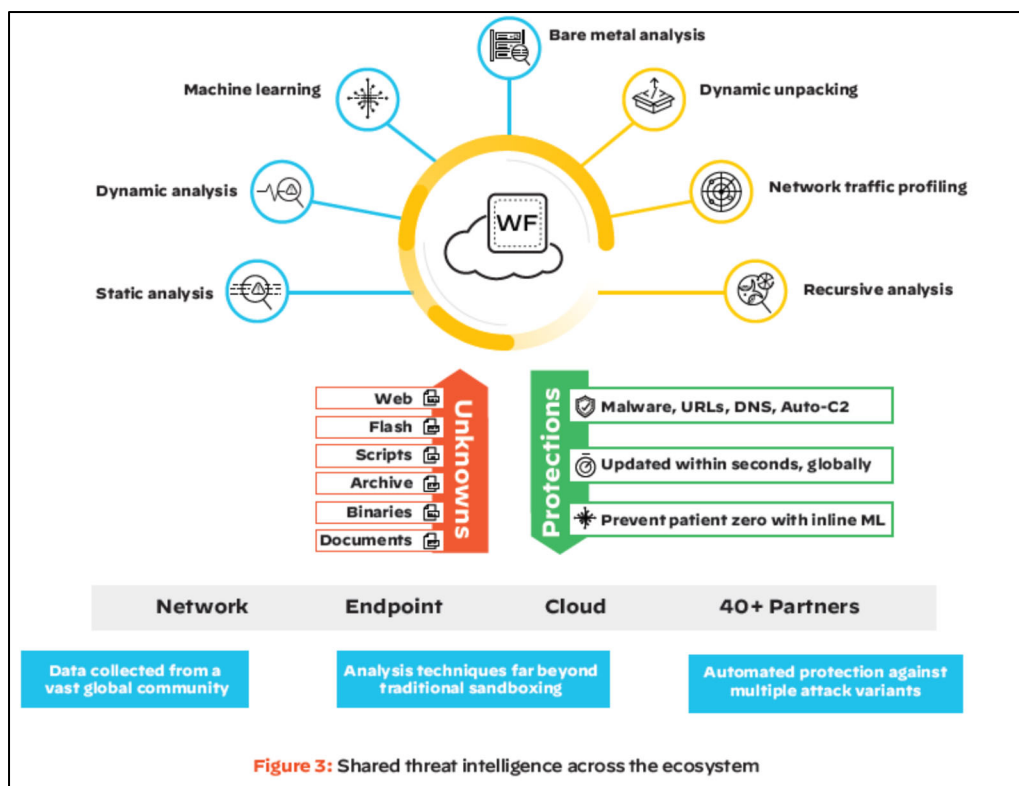 Bare metal analysis
Machine learning
Dynamic unpacking
Dynamic analysis
Network traffic profiling
WF
Static analysis
Recursive analysis
Unknowns
Web
Flash
Scripts
Archive
Binaries
Documents
Protections
Malware, URLs, DNS, Auto-C2
Updated within seconds, globally
Prevent patient zero with inline ML
Network Endpoint Cloud 40+ Partners
Data collected from a
vast global community
Analysis techniques far beyond
traditional sandboxing
Automated protection against
multiple attack variants
Figure 3: Shared threat intelligence across the ecosystem